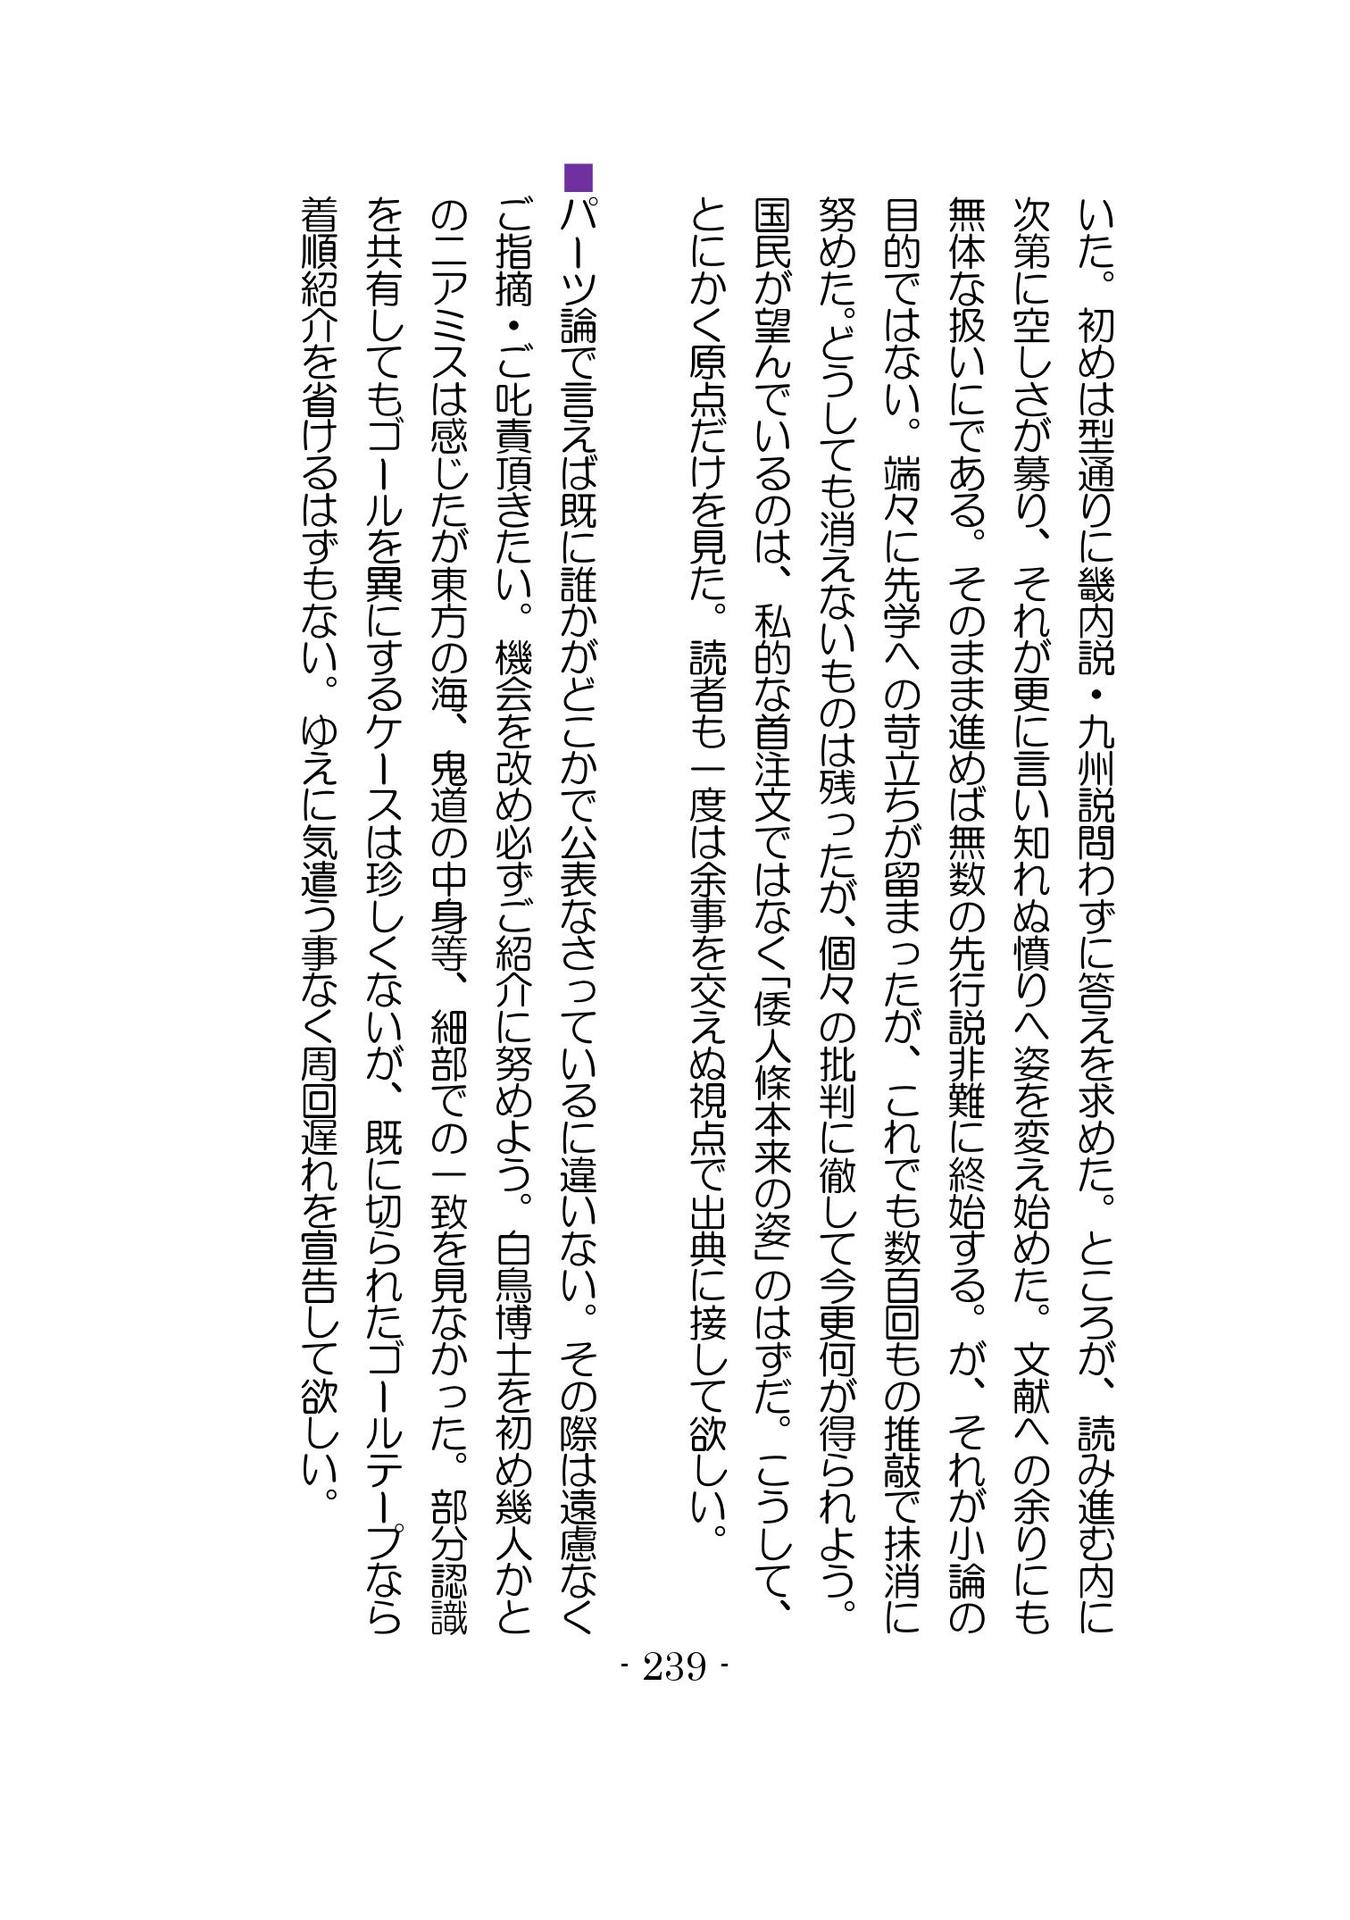 いた。初めは型通りに畿内説・九州説問わずに答えを求めた。ところが、読み進む内に
次第に空しさが募り、それが更に言い知れぬ憤りへ姿を変え始めた。文献への余りにも
無体な扱いにである。そのまま進めば無数の先行説非難に終始する。が、それが小論の
目的ではない。端々に先学への苛立ちが留まったが、これでも数百回もの推敲で抹消に
努めた。どうしても消えないものは残ったが、個々の批判に徹して今更何が得られよう。
国民が望んでいるのは、私的な首注文ではなく「倭人條本来の姿」のはずだ。こうして、
とにかく原点だけを見た。読者も一度は余事を交えぬ視点で出典に接して欲しい。
■パーツ論で言えば既に誰かがどこかで公表なさっているに違いない。その際は遠慮なく
ご指摘・ご叱責頂きたい。機会を改め必ずご紹介に努めよう。白鳥博士を初め幾人かと
のニアミスは感じたが東方の海、鬼道の中身等、細部での一致を見なかった。部分認識
を共有してもゴールを異にするケースは珍しくないが、既に切られたゴールテープなら
着順紹介を省けるはずもない。ゆえに気遣う事なく周回遅れを宣告して欲しい。
- 239 -